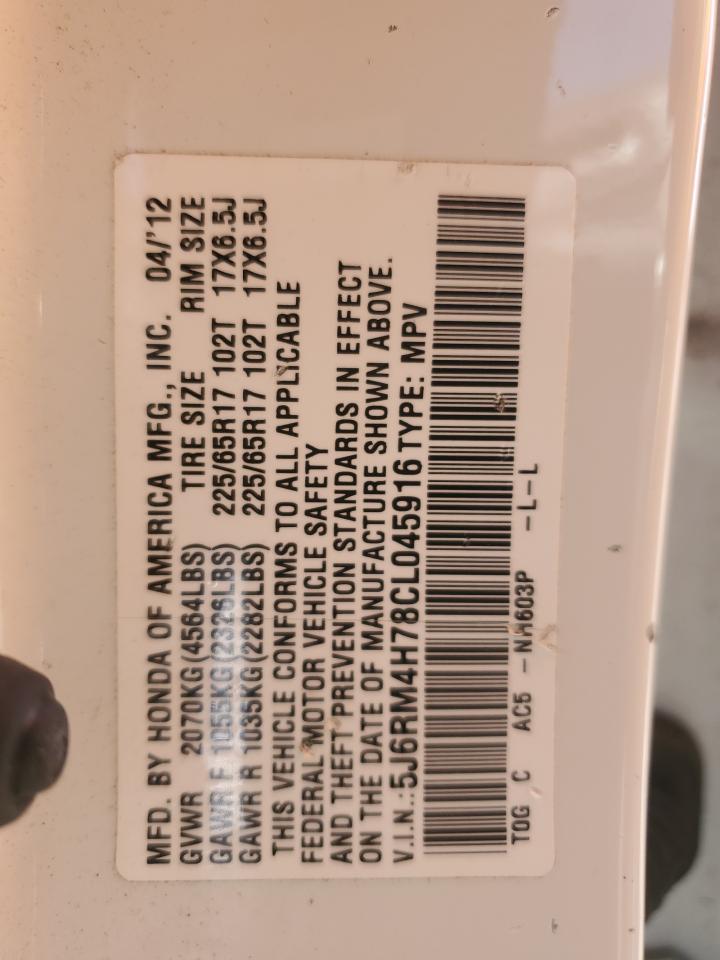 MFD. BY HONDA OF AMERICA MFG., INC. 04/'12
GVWR 2070KG(4564LBS) TIRE SIZE RIM SIZE
GAWR F 1055KG(2326LBS) 225/65R17 102T 17X6.5J
GAWR R 1035KG(2282LBS) 225/65R17 102T 17X6.5J
THIS VEHICLE CONFORMS TO ALL APPLICABLE
FEDERAL MOTOR VEHICLE SAFETY
AND THEFT PREVENTION STANDARDS IN EFFECT
ON THE DATE OF MANUFACTURE SHOWN ABOVE.
V.I.N.:5J6RM4H78CL045916 TYPE: MPV
TOG C AC5 -NH603P -L-L